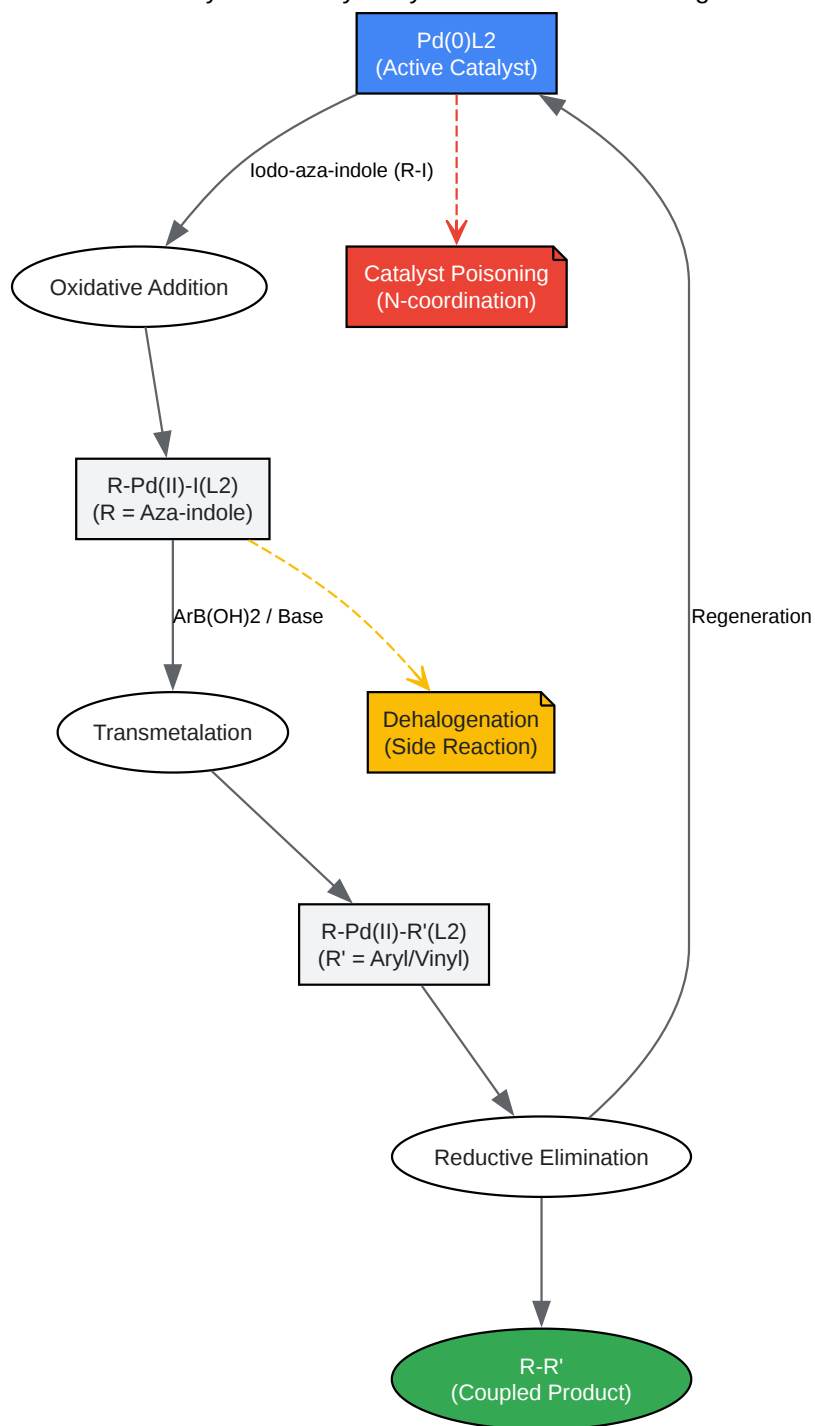 Pd(0)L2
(Active Catalyst)
Iodo-aza-indole (R-I)
Oxidative Addition
Catalyst Poisoning
(N-coordination)
R-Pd(II)-I(L2)
(R = Aza-indole)
ArB(OH)2 / Base
Regeneration
Transmetalation
Dehalogenation
(Side Reaction)
R-Pd(II)-R'(L2)
(R' = Aryl/Vinyl)
Reductive Elimination
R-R'
(Coupled Product)